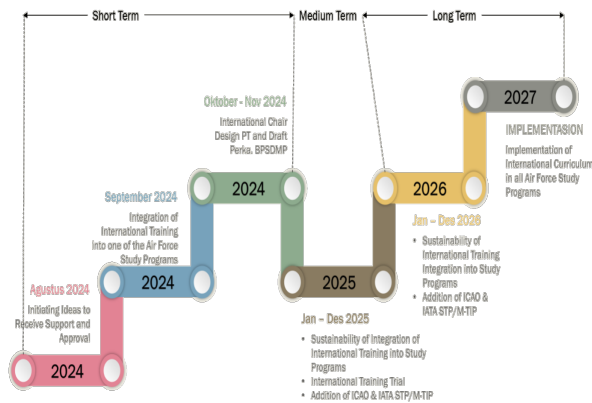 Short Term
Medium Term
Long Term
2027
IMPLEMENTASION
Implementation of
International Curriculum
in all Air Force Study
Programs
Oktober - Nov 2024
International Chair
Design PT and Draft
Perka. BPSDMP
2024
2026
Jan – Des 2026
• Sustainability of
International Training
Integration into Study
Programs
• Addition of ICAO &
IATA STP/M-TIP
September 2024
Integration of
International Training
into one of the Air Force
Study Programs
2024
2025
Jan – Des 2025
• Sustainability of Integration of
International Training into Study
Programs
• International Training Trial
• Addition of ICAO & IATA STP/M-TIP
Agustus 2024
Initiating Ideas to
Receive Support and
Approval
2024